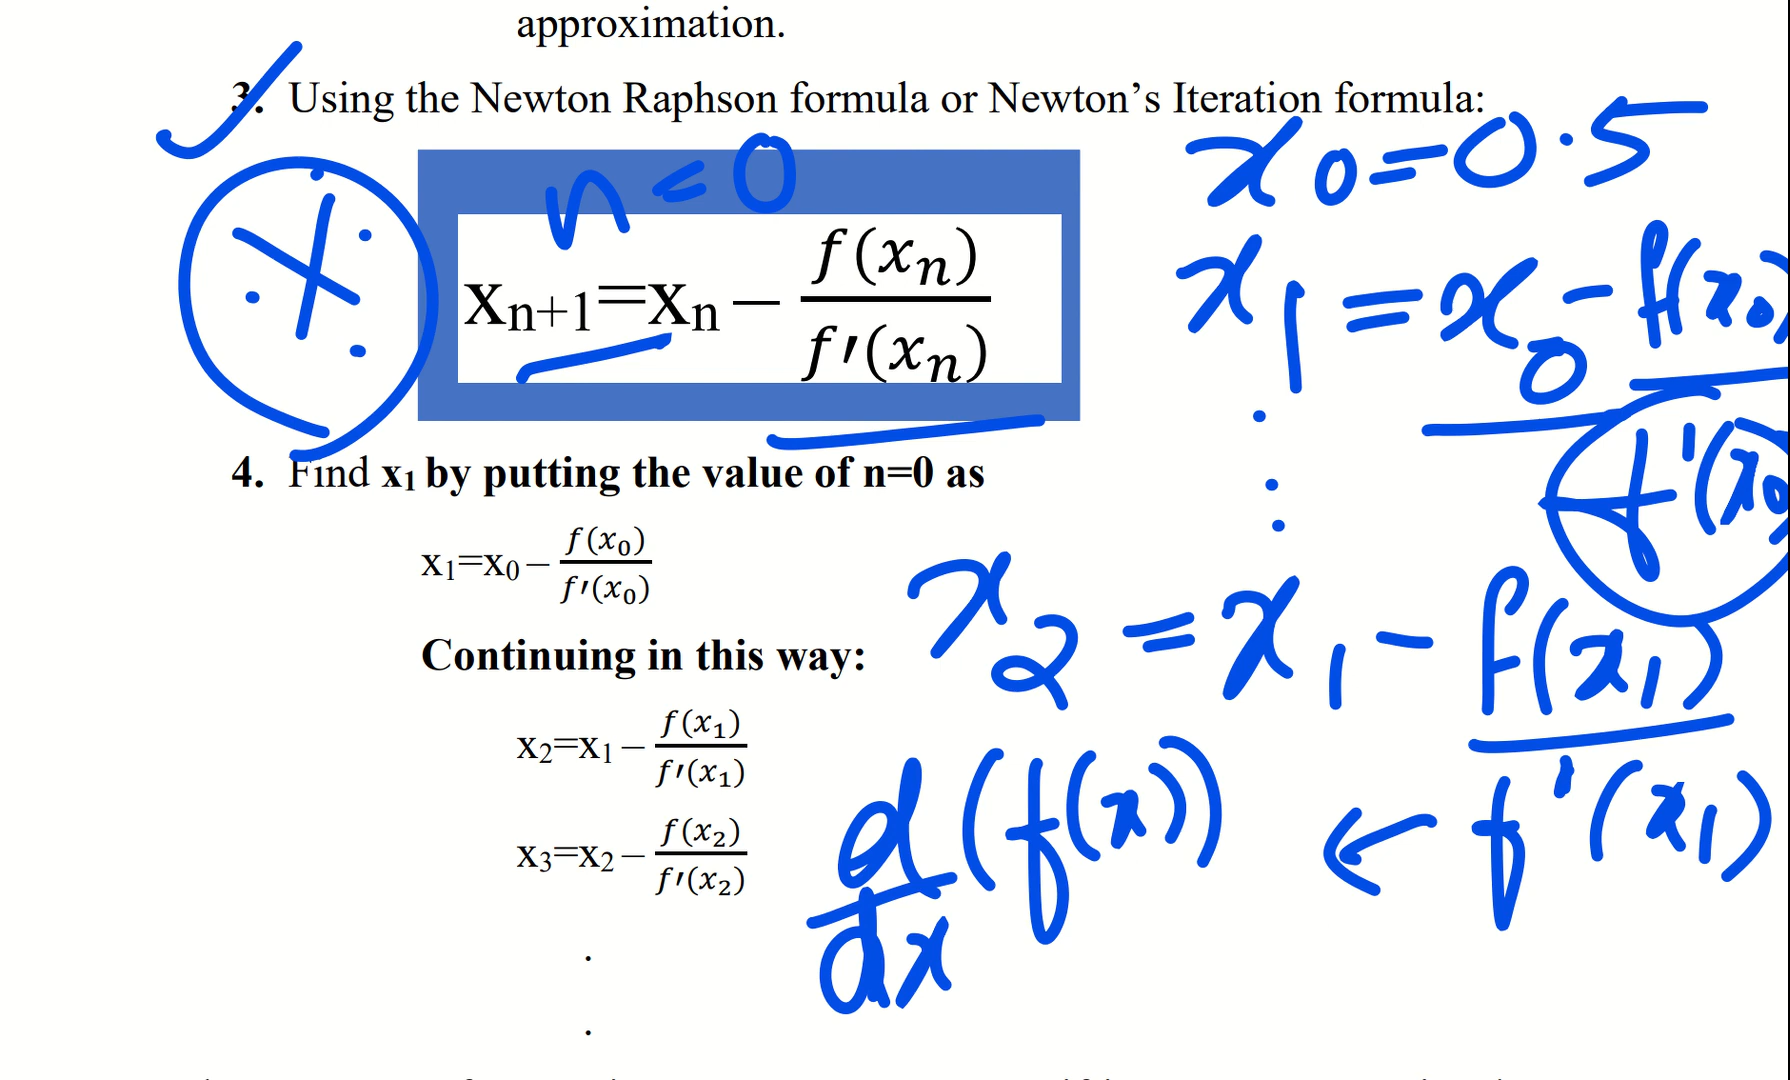 approximation.
3. Using the Newton Raphson formula or Newton’s Iteration formula:
x₀=0.5
n=0
xₙ₊₁=xₙ − f(xₙ)/f′(xₙ)
x₁=x₀ − f(x₀)/f'(x₀)
4. Find x₁ by putting the value of n=0 as
x₁=x₀ − f(x₀)/f′(x₀)
x₂=x₁ − f(x₁)/f'(x₁)
Continuing in this way:
x₂=x₁ − f(x₁)/f′(x₁)
d/dx (f(x)) ←
x₃=x₂ − f(x₂)/f′(x₂)
.
.